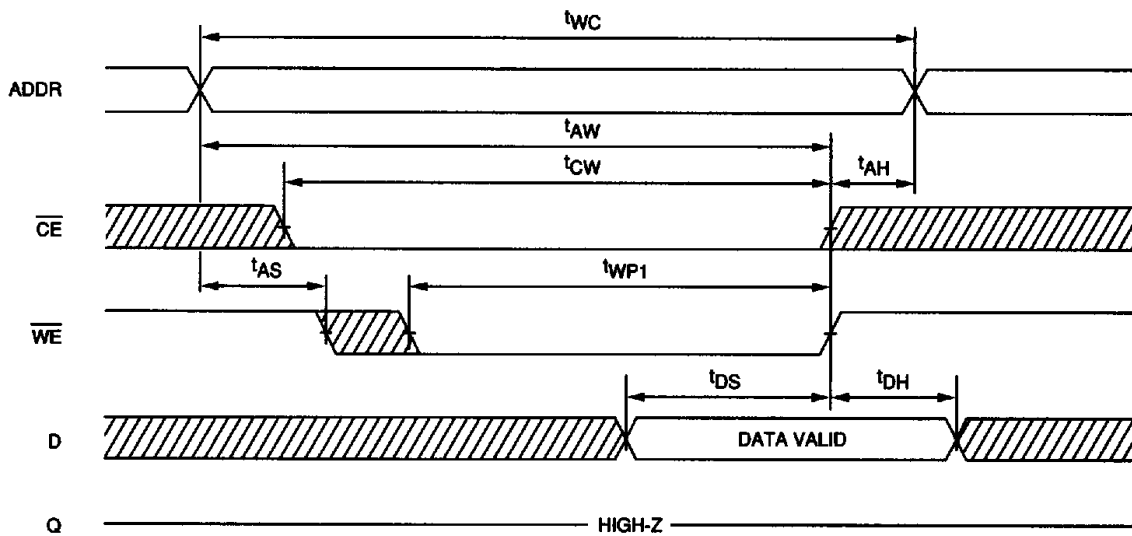 tWC
ADDR
tAW
tCW
tAH
CE
tAS
tWP1
WE
tDS
tDH
D
DATA VALID
Q
HIGH-Z